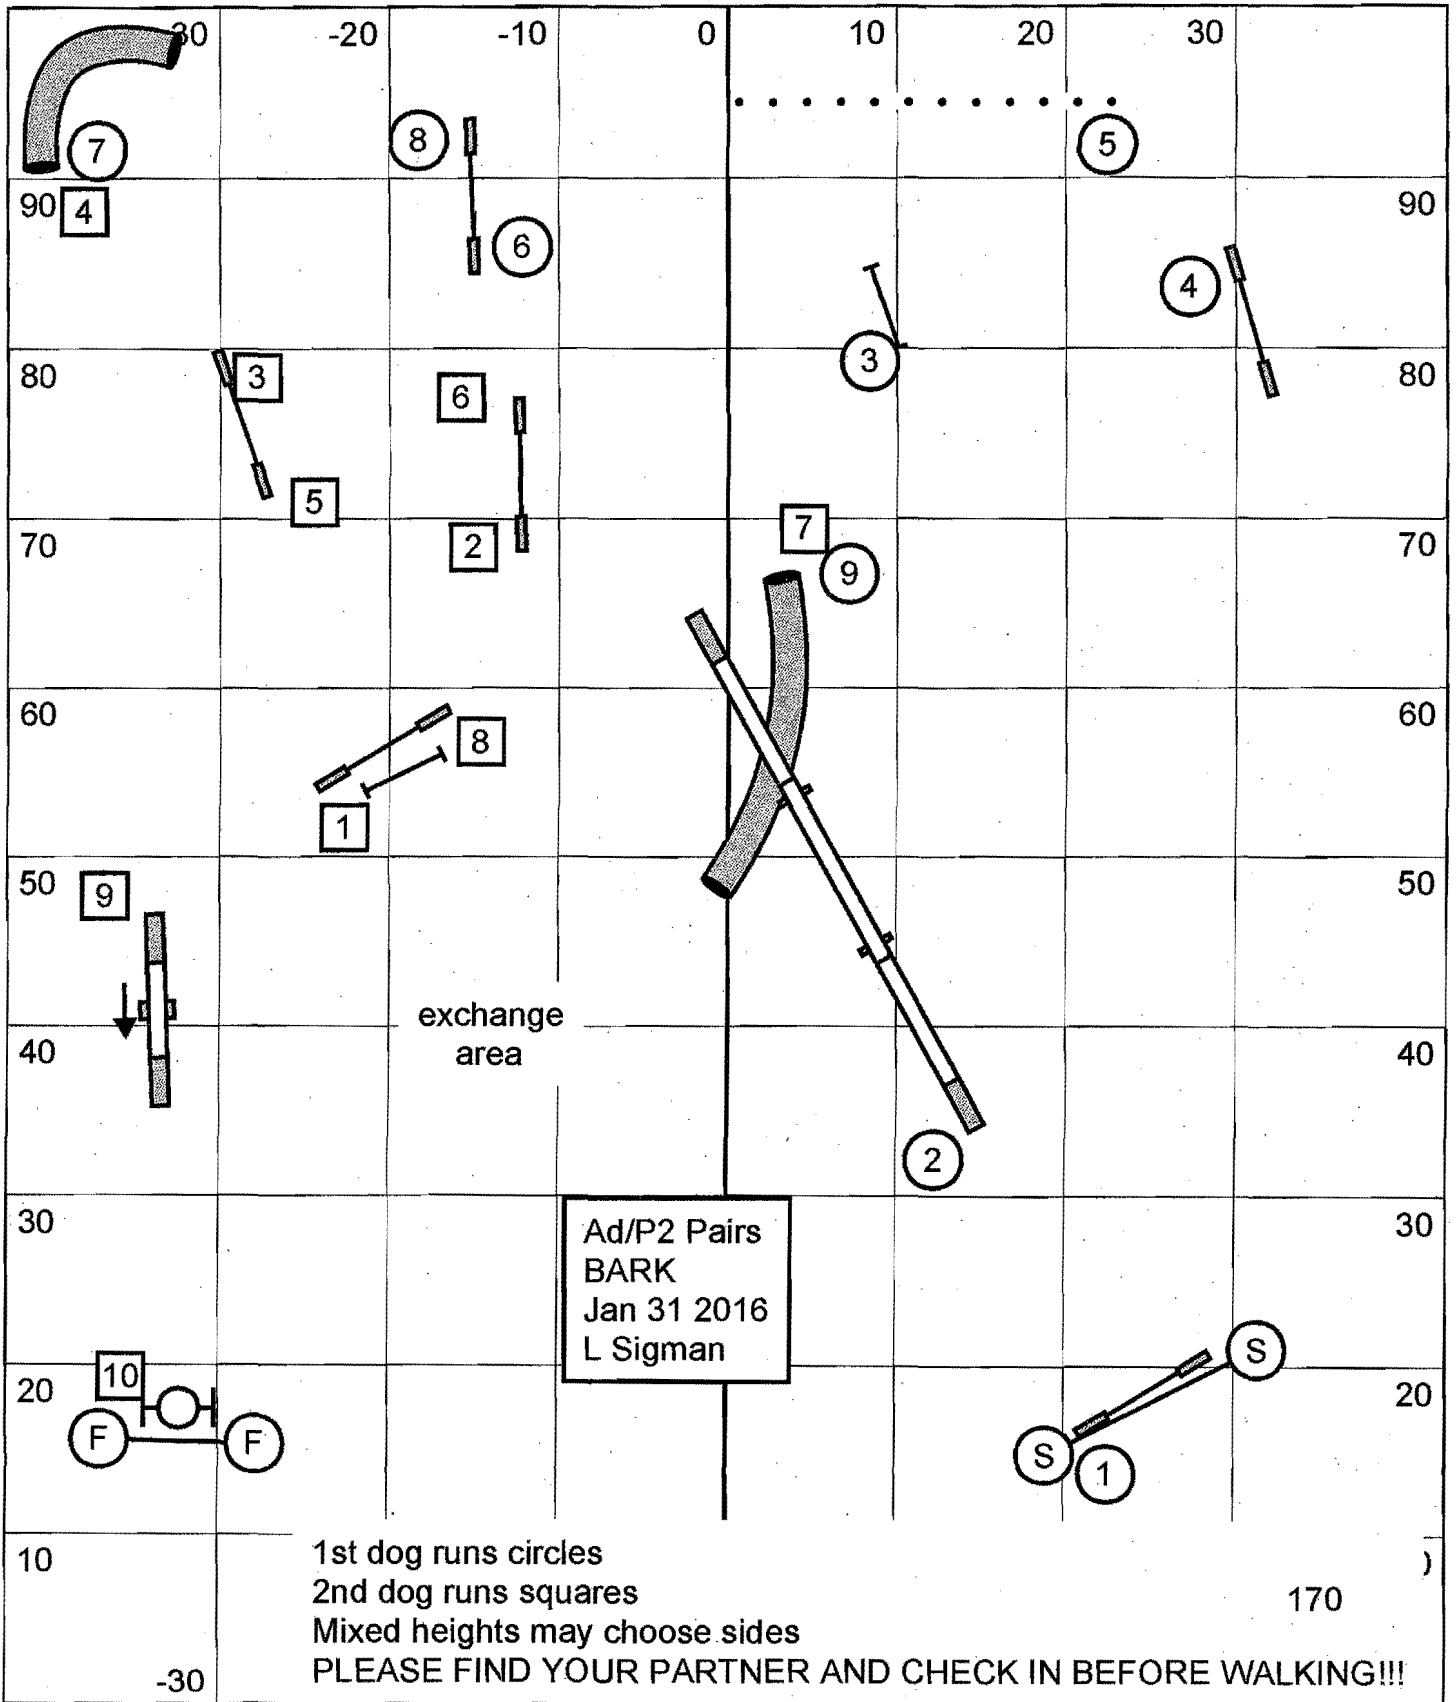 30 -20 -10 0 10 20 30
8
7
5
90 4 90
6
4
3
80 3 80
6
5
2
7
70 70
9
60 60
8
1
50 50
9
exchange
40 40
area
2
30 30
Ad/P2 Pairs
BARK
Jan 31 2016
L Sigman
S
10
20 20
F F
S 1
10
1st dog runs circles
2nd dog runs squares
170
Mixed heights may choose sides
-30 PLEASE FIND YOUR PARTNER AND CHECK IN BEFORE WALKING!!!